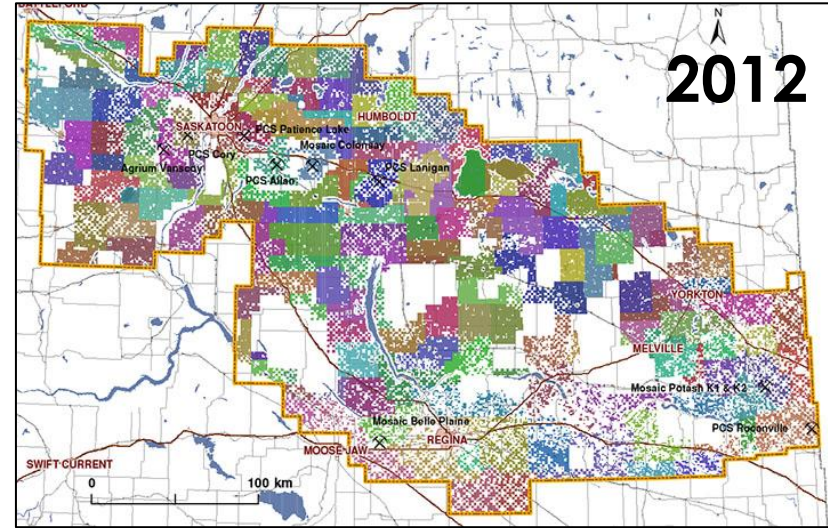 BATTLEFORD
N
2012
HUMBOLDT
SASKATOON
PCS Patience Lake
PCS Cory
Mosaic Colonsay
Agrium Vanscoy
PCS Allan
PCS Lanigan
YORKTON
MELVILLE
Mosaic Potash K1 & K2
Mosaic Belle Plaine
PCS Rocanville
REGINA
MOOSE JAW
SWIFT CURRENT
0
100 km